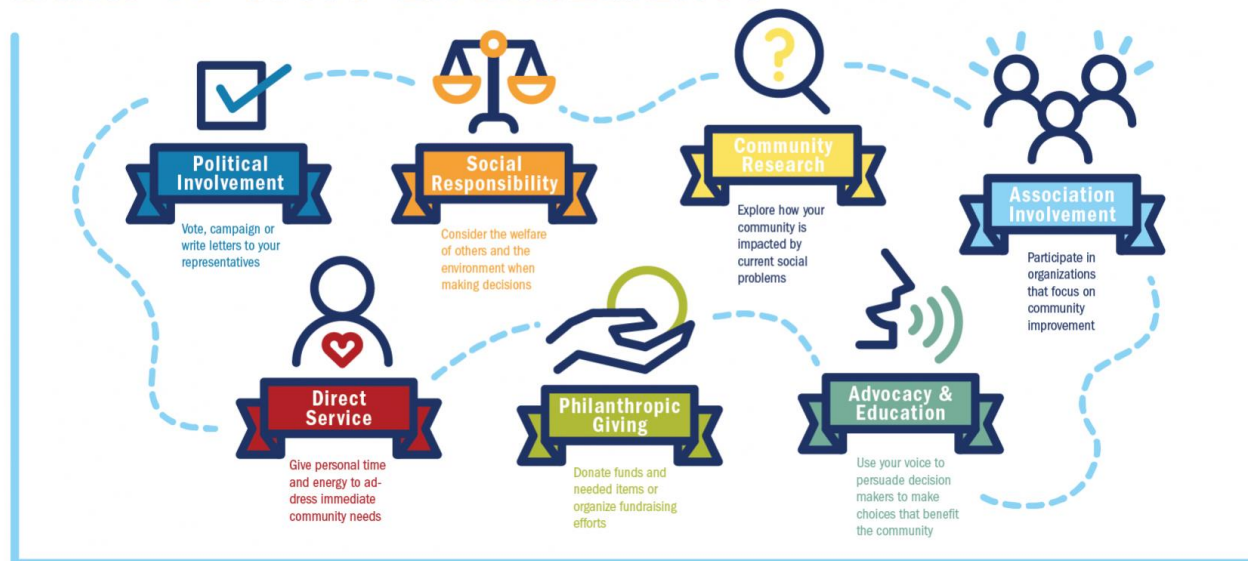 Political
Involvement
Vote, campaign or
write letters to your
representatives
Social
Responsibility
Consider the welfare
of others and the
environment when
making decisions
?
Community
Research
Explore how your
community is
impacted by
current social
problems
Association
Involvement
Participate in
organizations
that focus on
community
improvement
Direct
Service
Give personal time
and energy to ad-
dress immediate
community needs
Philanthropic
Giving
Donate funds and
needed items or
organize fundraising
efforts
Advocacy &
Education
Use your voice to
persuade decision
makers to make
choices that benefit
the community